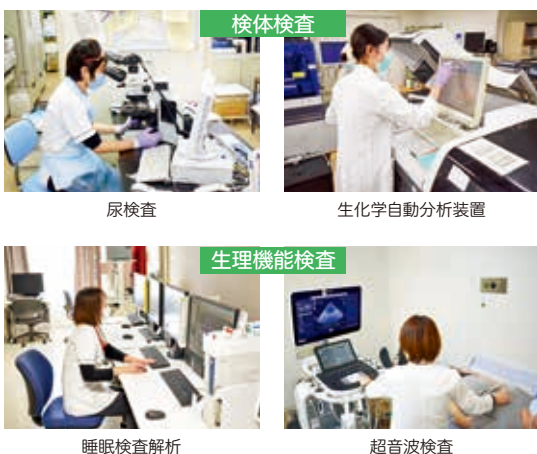 検体検査
尿検査
生化学自動分析装置
生理機能検査
睡眠検査解析
超音波検査